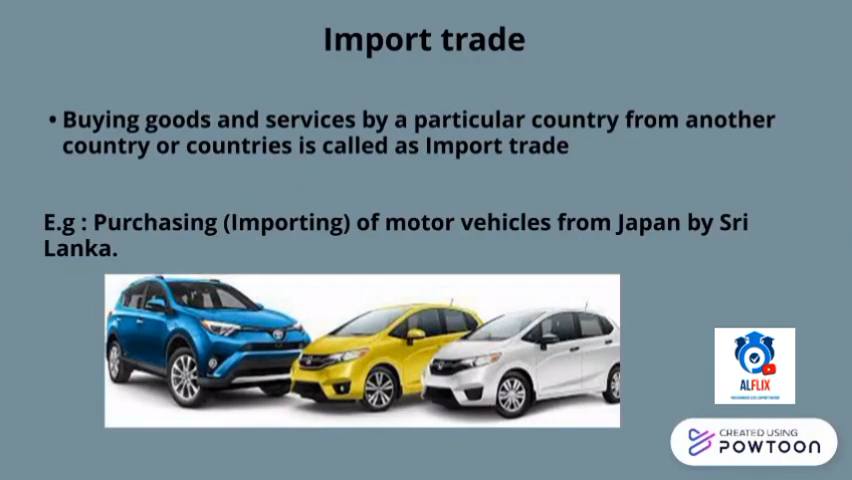 Import trade
• Buying goods and services by a particular country from another
country or countries is called as Import trade
E.g : Purchasing (Importing) of motor vehicles from Japan by Sri
Lanka.
ALFLIX
CREATED USING
POWTOON